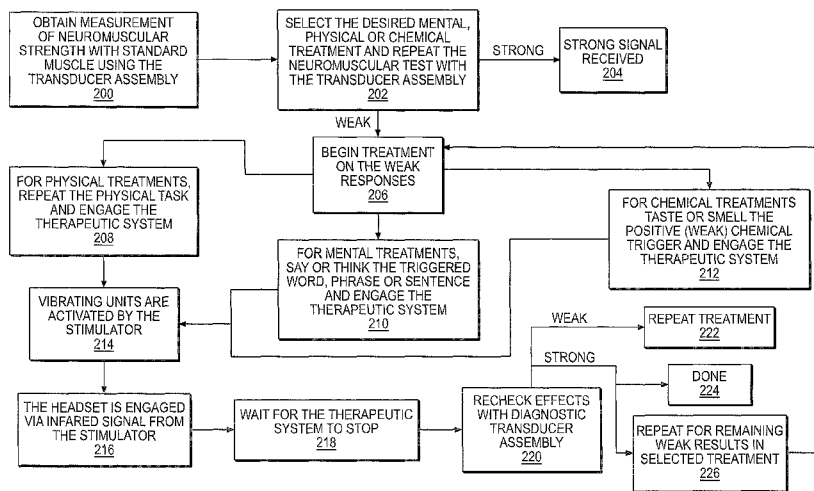 OBTAIN MEASUREMENT
OF NEUROMUSCULAR
STRENGTH WITH STANDARD
MUSCLE USING THE
TRANSDUCER ASSEMBLY
200
SELECT THE DESIRED MENTAL,
PHYSICAL OR CHEMICAL
TREATMENT AND REPEAT THE
NEUROMUSCULAR TEST WITH
THE TRANSDUCER ASSEMBLY
202
STRONG
STRONG SIGNAL
RECEIVED
204
WEAK
BEGIN TREATMENT
ON THE WEAK
RESPONSES
206
FOR PHYSICAL TREATMENTS,
REPEAT THE PHYSICAL TASK
AND ENGAGE THE
THERAPEUTIC SYSTEM
208
FOR MENTAL TREATMENTS,
SAY OR THINK THE TRIGGERED
WORD, PHRASE OR SENTENCE
AND ENGAGE THE
THERAPEUTIC SYSTEM
210
FOR CHEMICAL TREATMENTS
TASTE OR SMELL THE
POSITIVE (WEAK) CHEMICAL
TRIGGER AND ENGAGE THE
THERAPEUTIC SYSTEM
212
VIBRATING UNITS ARE
ACTIVATED BY THE
STIMULATOR
214
THE HEADSET IS ENGAGED
VIA INFARED SIGNAL FROM
THE STIMULATOR
216
WAIT FOR THE THERAPEUTIC
SYSTEM TO STOP
218
RECHECK EFFECTS
WITH DIAGNOSTIC
TRANSDUCER
ASSEMBLY
220
WEAK
REPEAT TREATMENT
222
STRONG
DONE
224
REPEAT FOR REMAINING
WEAK RESULTS IN
SELECTED TREATMENT
226